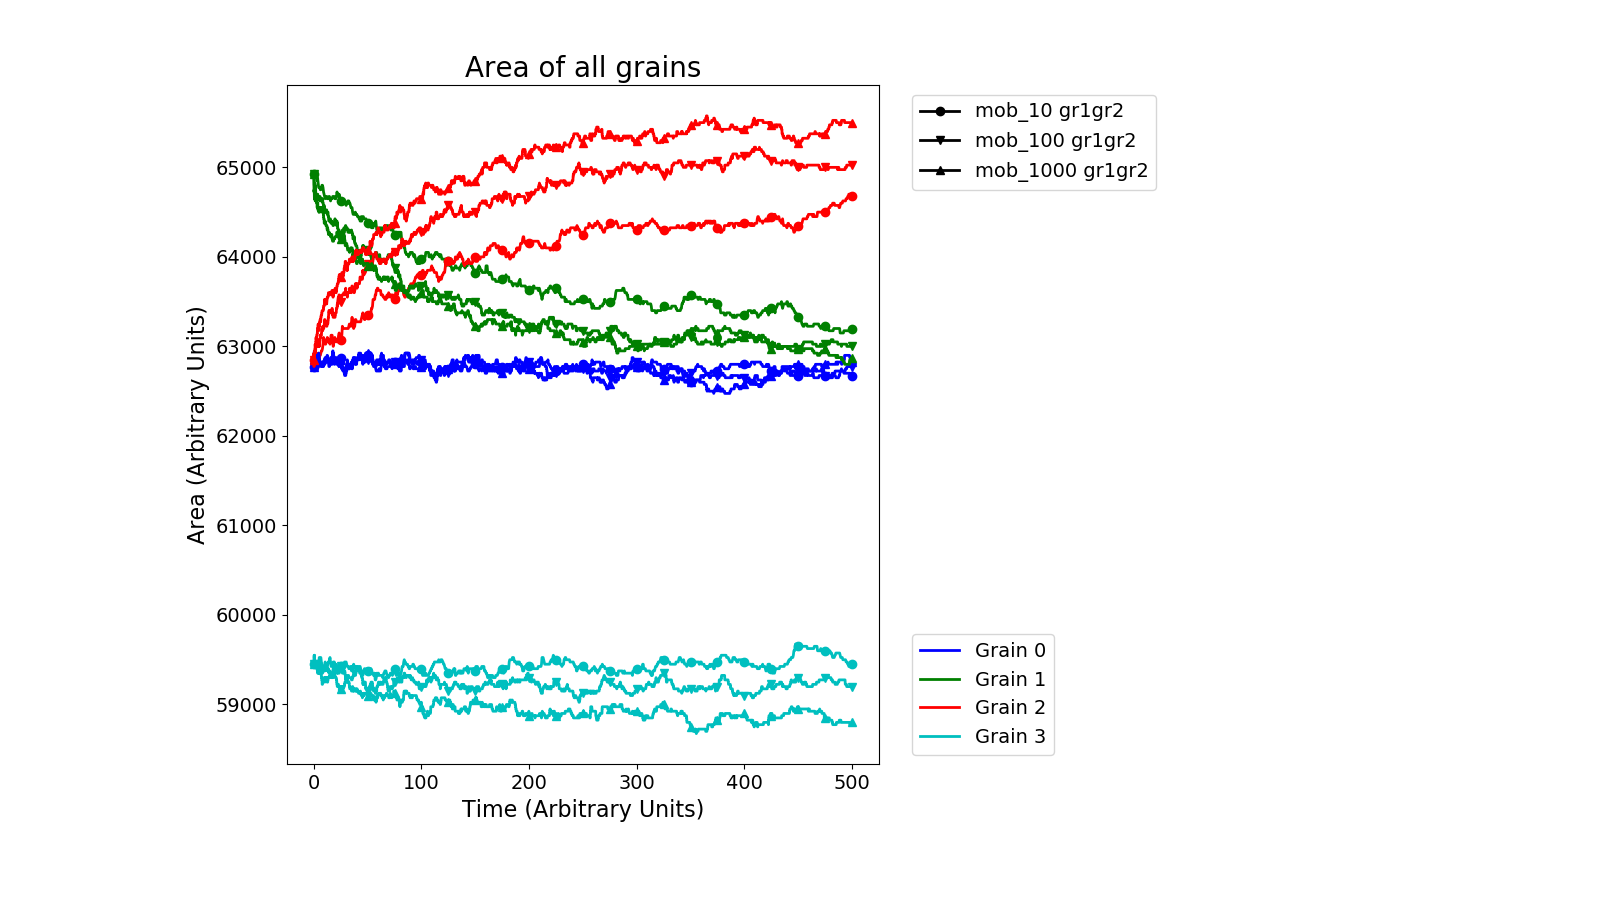 Area of all grains
mob_10 gr1gr2
mob_100 gr1gr2
mob_1000 gr1gr2
Area (Arbitrary Units)
65000
64000
63000
62000
61000
60000
59000
Grain 0
Grain 1
Grain 2
Grain 3
0 100 200 300 400 500
Time (Arbitrary Units)